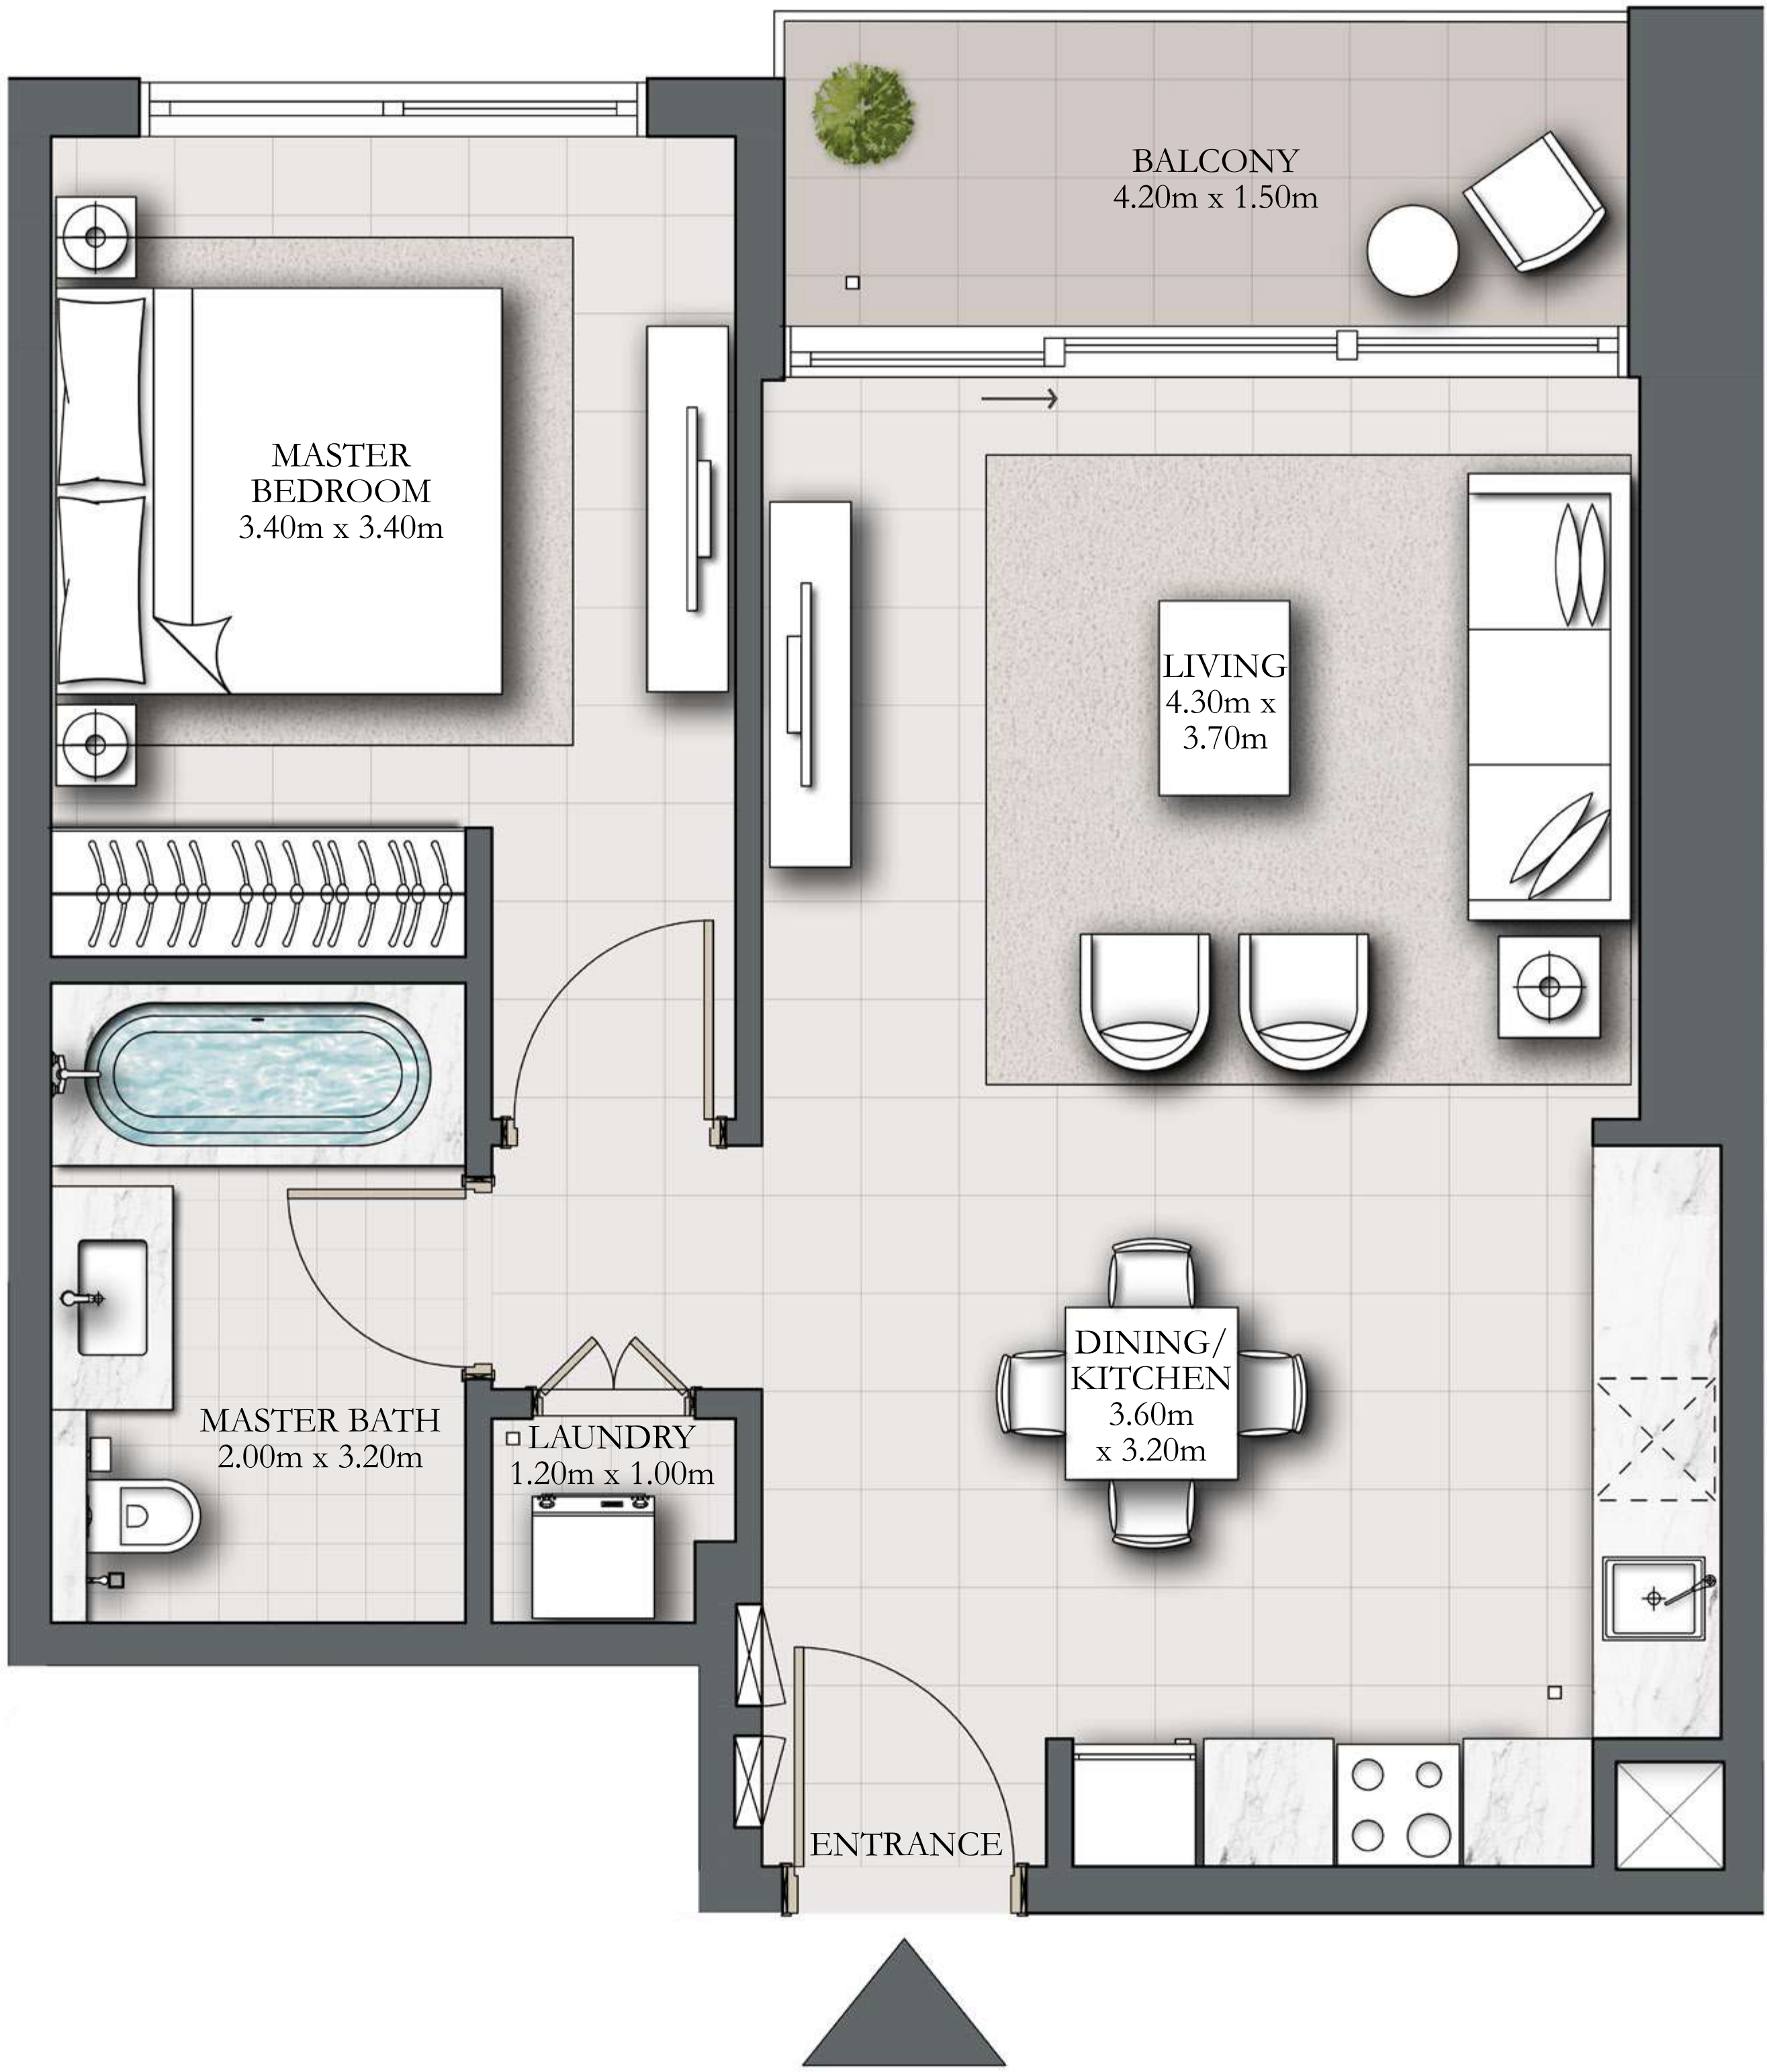 BALCONY
4.20m x 1.50m
MASTER
BEDROOM
3.40m x 3.40m
LIVING
4.30m x
3.70m
DINING/
KITCHEN
3.60m
x 3.20m
MASTER BATH
2.00m x 3.20m
LAUNDRY
1.20m x 1.00m
ENTRANCE